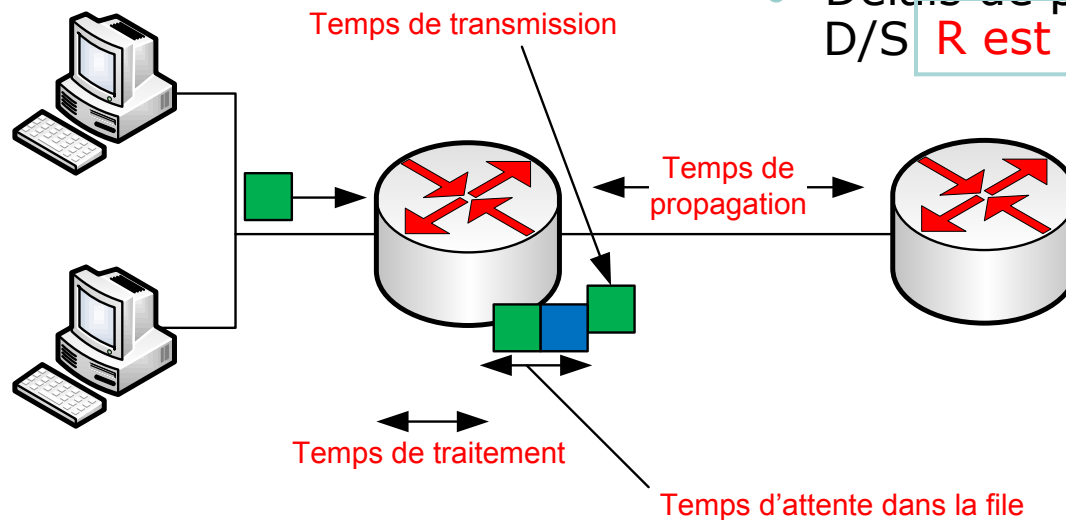 Temps de transmission
D/S R est
Temps de
propagation
Temps de traitement
Temps d'attente dans la file